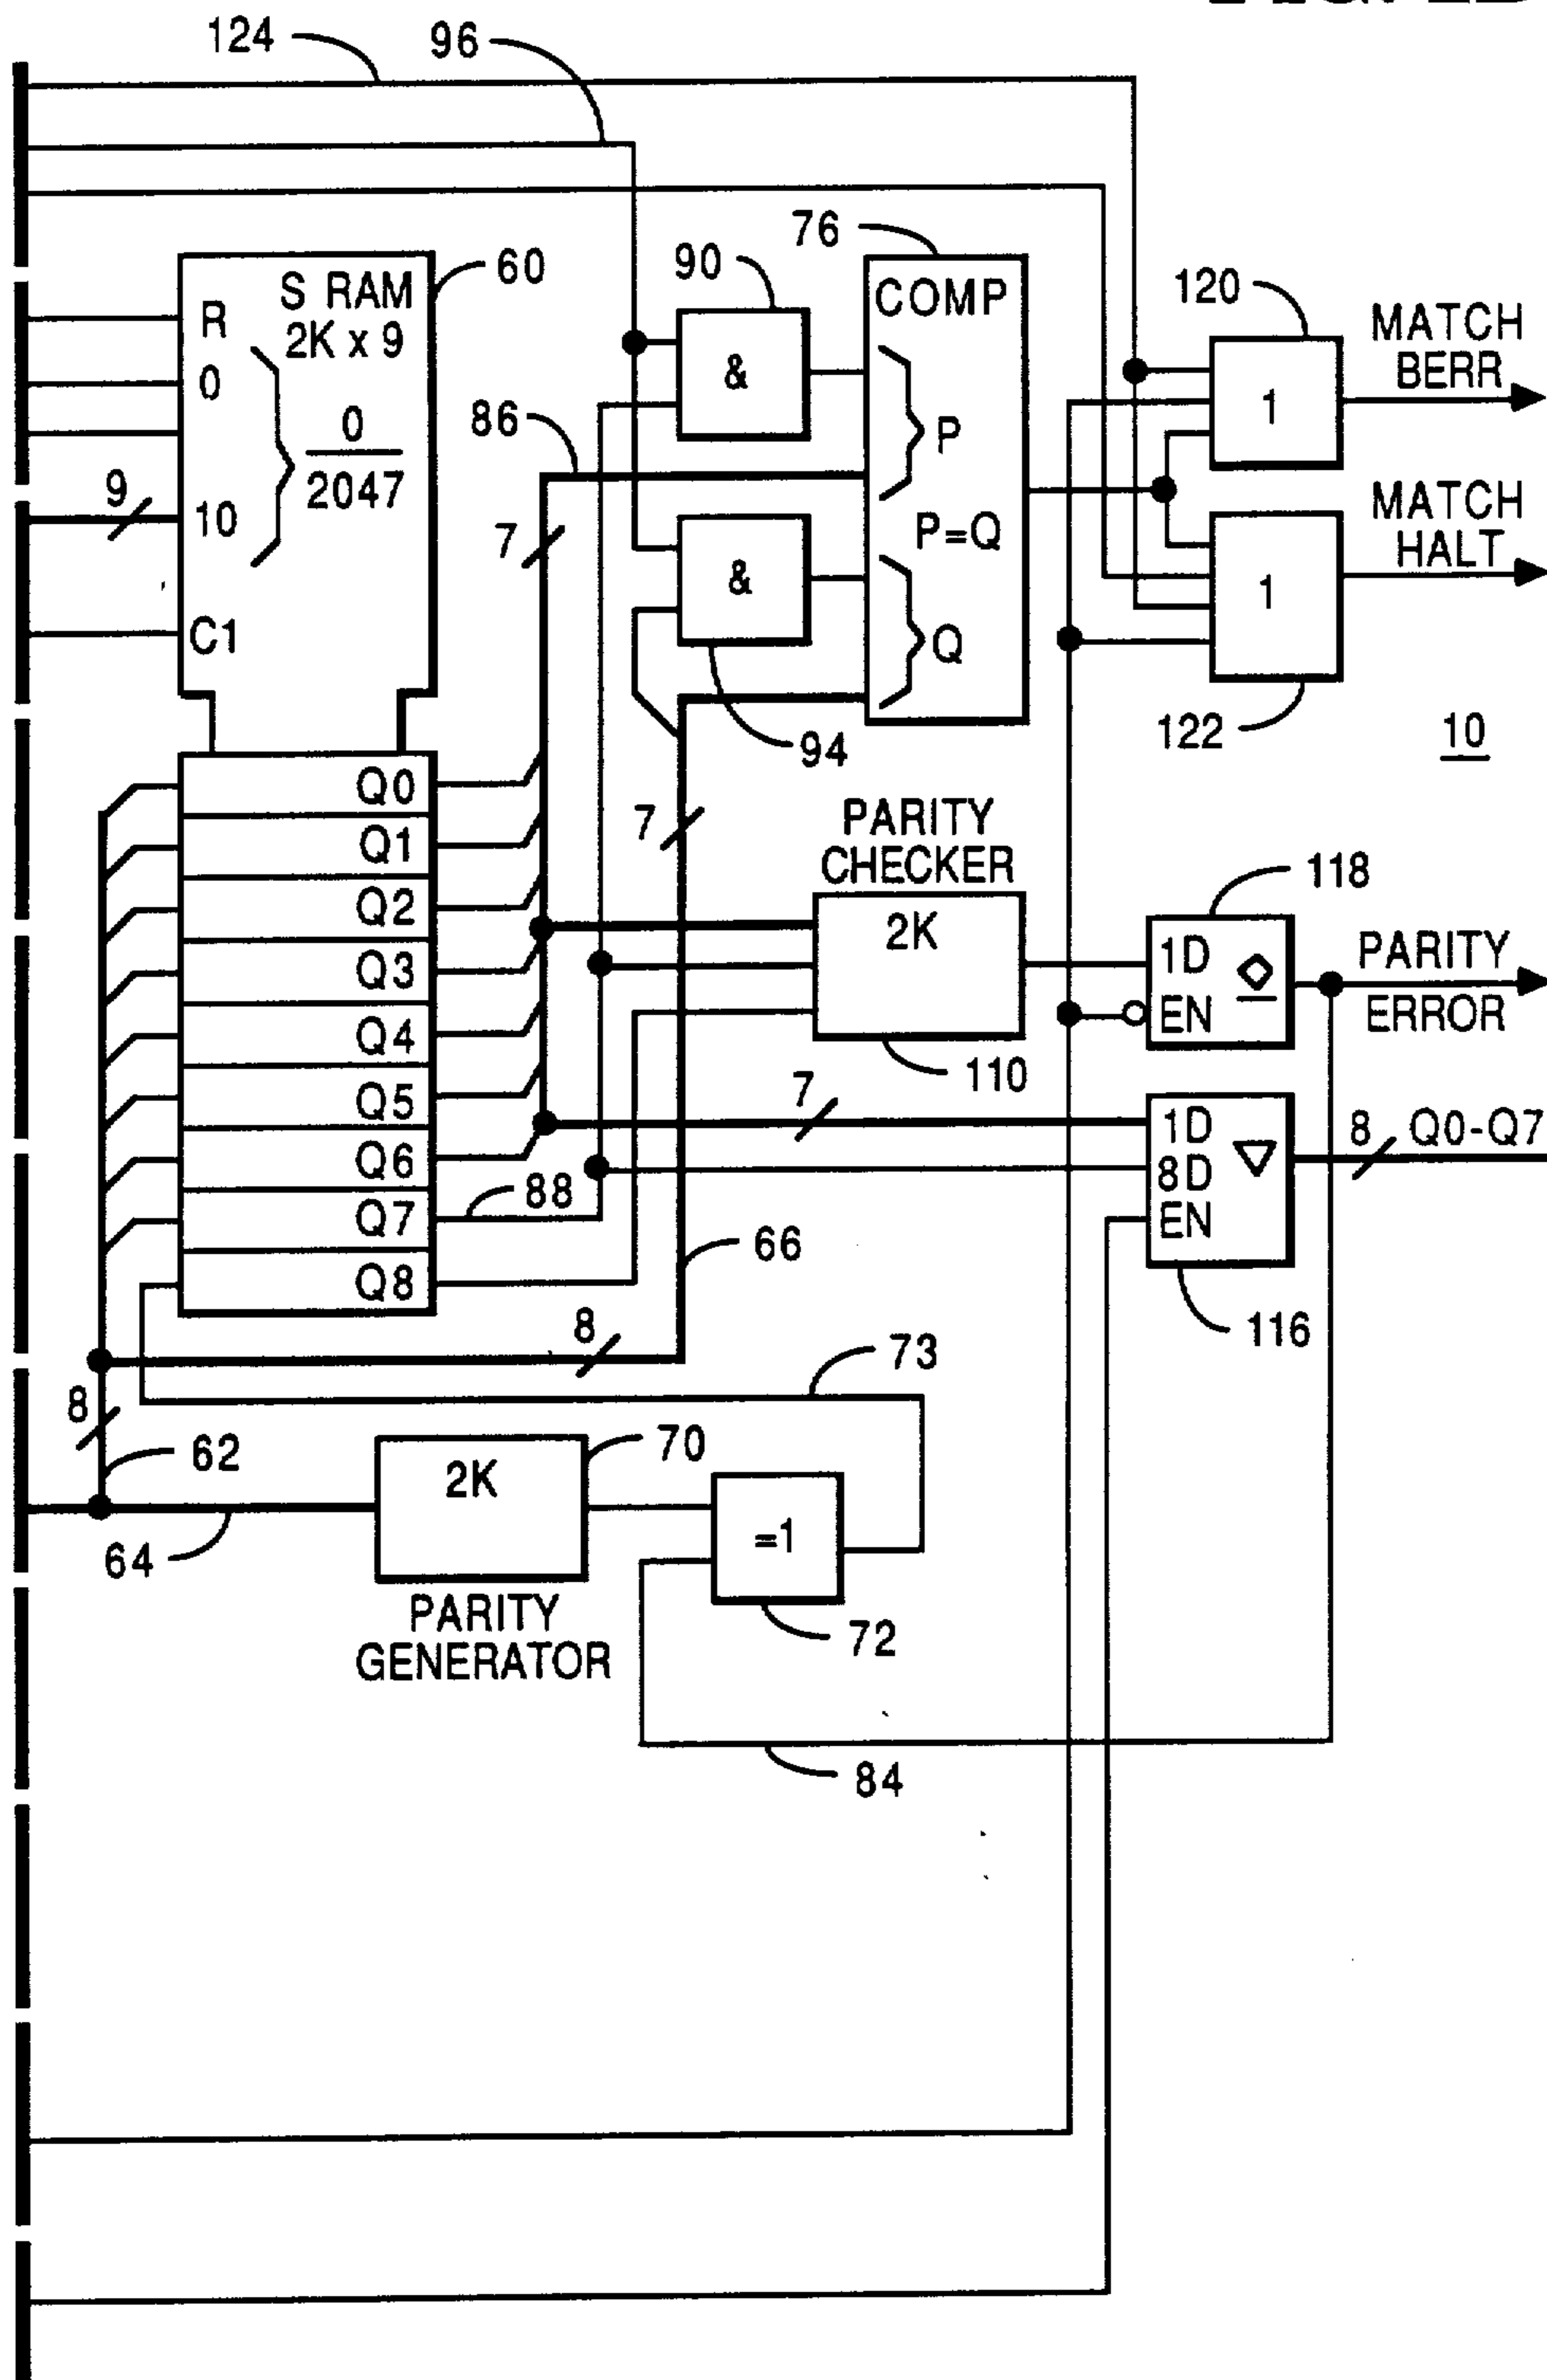 124
96
76
90
60
120
S RAM
2K x 9
R
0
0
2047
10
9
C1
COMP
P
P=Q
Q
&
&
86
7
94
1
1
MATCH
BERR
MATCH
HALT
122
10
7
Q0
Q1
Q2
Q3
Q4
Q5
Q6
Q7
Q8
PARITY
CHECKER
2K
110
118
1D
EN
PARITY
ERROR
7
1D
8D
EN
8
Q0-Q7
88
66
116
8
73
8
62
70
2K
64
=1
72
PARITY
GENERATOR
84